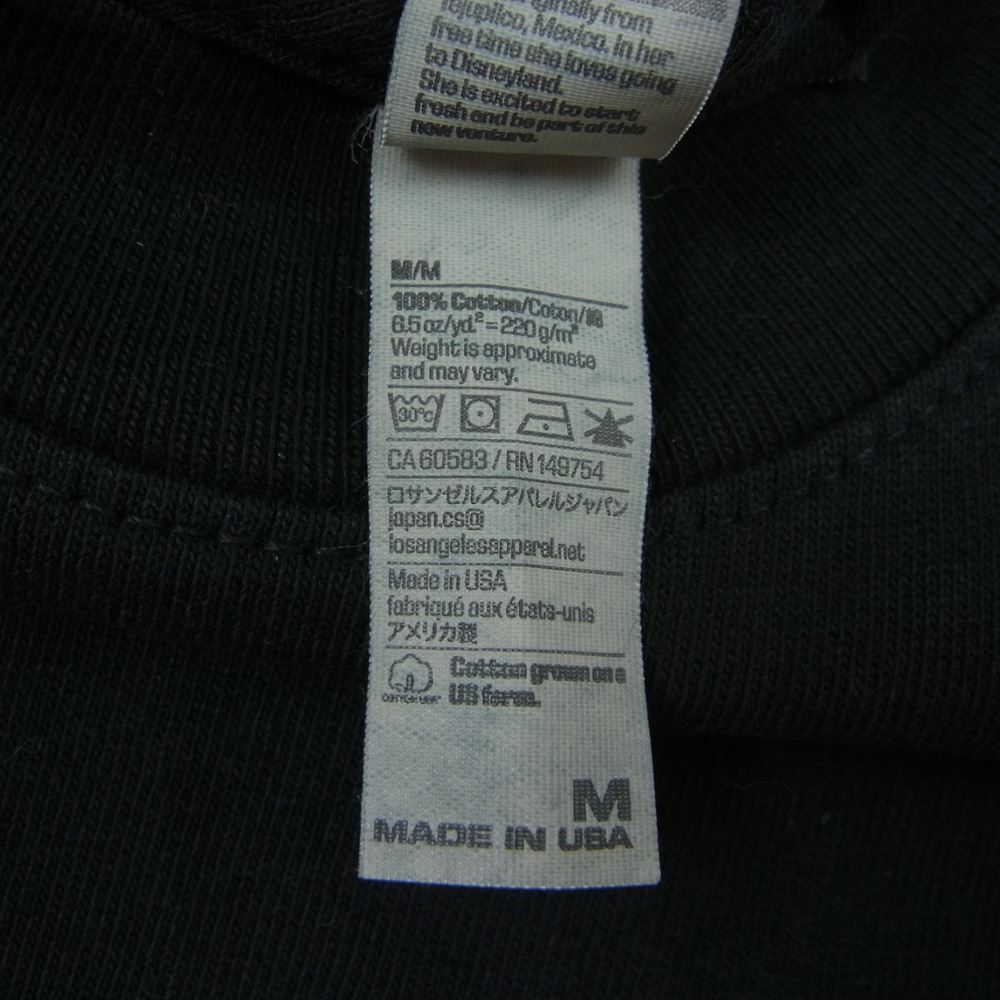 originally from
Tejupilco, Mexico. In her
free time she loves going
to Disneyland.
She is excited to start
fresh and be part of this
new venture.
M/M
100% Cotton/Coton/綿
6.5 oz/yd.² = 220 g/m²
Weight is approximate
and may vary.
30°c
CA 60583 / RN 149754
ロサンゼルスアパレルジャパン
japan.cs@
losangelesapparel.net
Made in USA
fabriqué aux états-unis
アメリカ製
Cotton grown on a
US farm.
COTTON USA
M
MADE IN USA